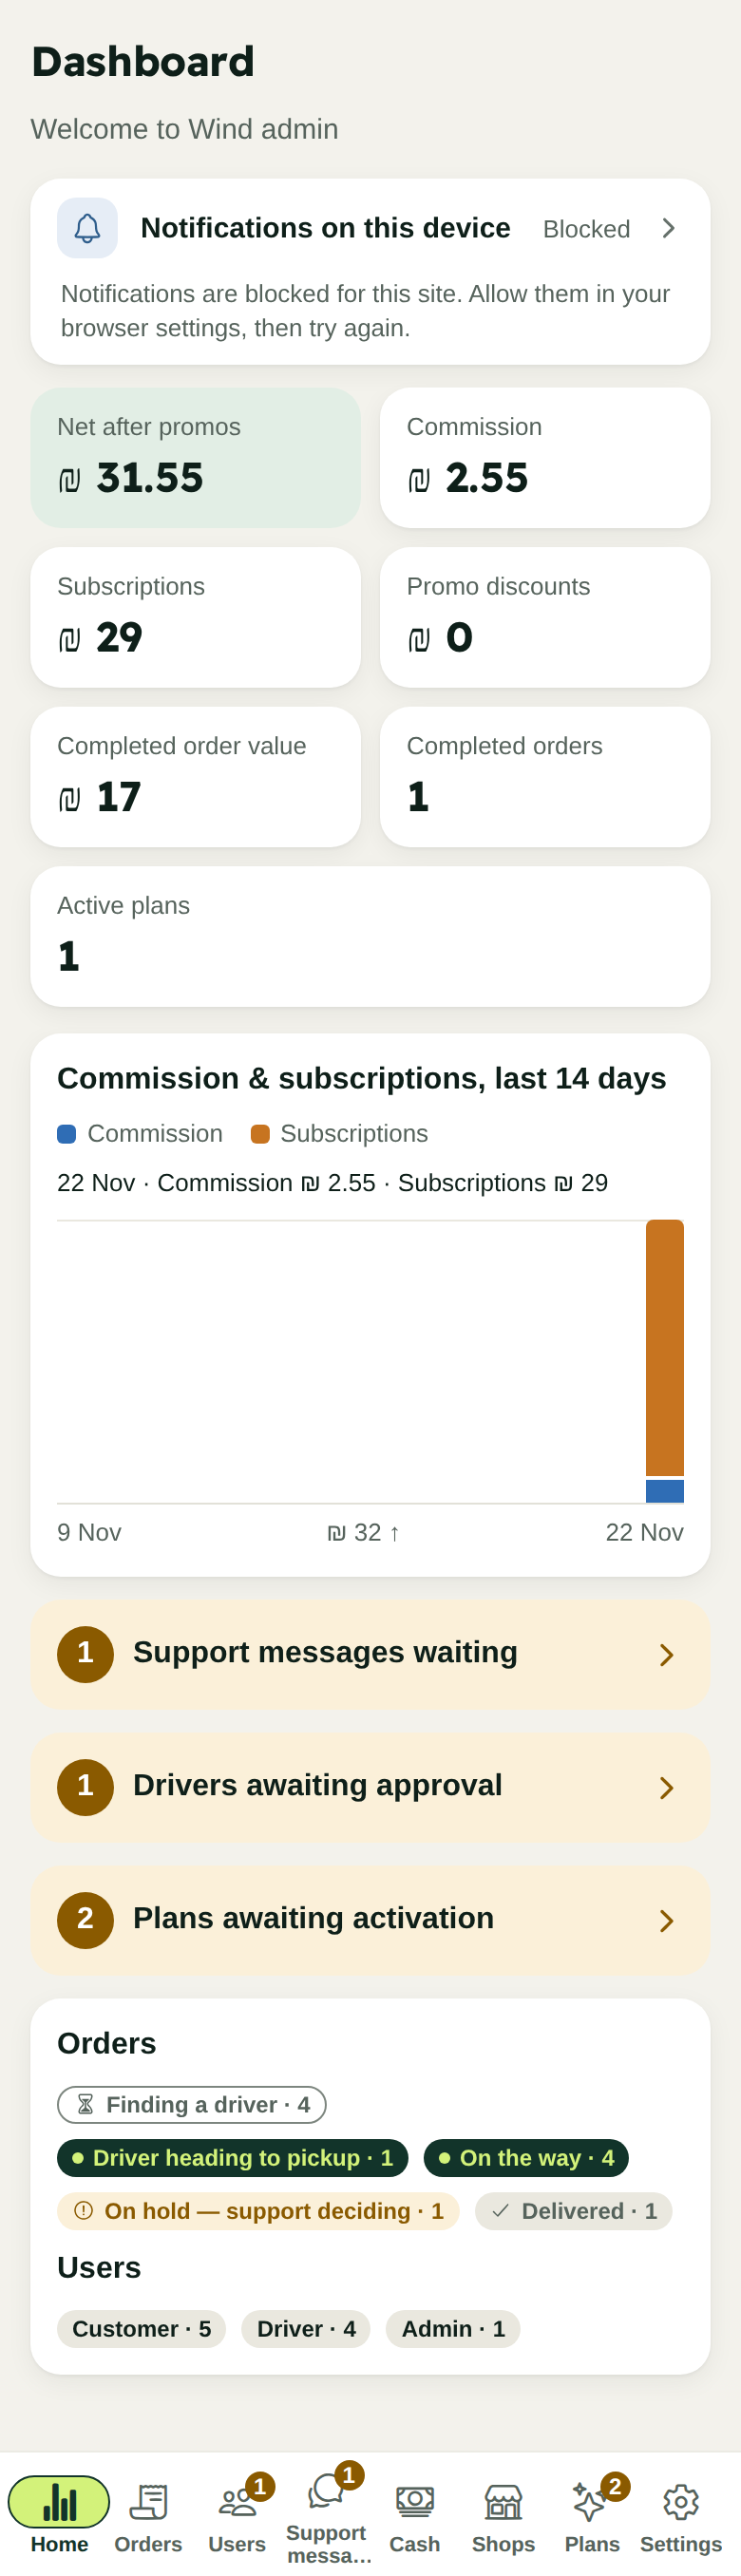 Dashboard
Welcome to Wind admin
Notifications on this device Blocked
Notifications are blocked for this site. Allow them in your
browser settings, then try again.
Net after promos
₪ 31.55
Commission
₪ 2.55
Subscriptions
₪ 29
Promo discounts
₪ 0
Completed order value
₪ 17
Completed orders
1
Active plans
1
Commission & subscriptions, last 14 days
Commission Subscriptions
22 Nov · Commission ₪ 2.55 · Subscriptions ₪ 29
9 Nov ₪ 32 ↑ 22 Nov
1 Support messages waiting
1 Drivers awaiting approval
2 Plans awaiting activation
Orders
Finding a driver · 4
Driver heading to pickup · 1 On the way · 4
On hold — support deciding · 1 Delivered · 1
Users
Customer · 5 Driver · 4 Admin · 1
1 1 2
Home Orders Users Support messa… Cash Shops Plans Settings